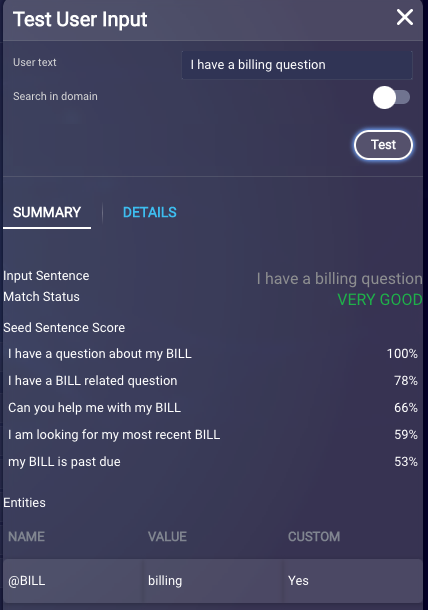 Test User Input
User text I have a billing question
Search in domain
Test
SUMMARY DETAILS
Input Sentence I have a billing question
Match Status VERY GOOD
Seed Sentence Score
I have a question about my BILL 100%
I have a BILL related question 78%
Can you help me with my BILL 66%
I am looking for my most recent BILL 59%
my BILL is past due 53%
Entities
NAME VALUE CUSTOM
@BILL billing Yes